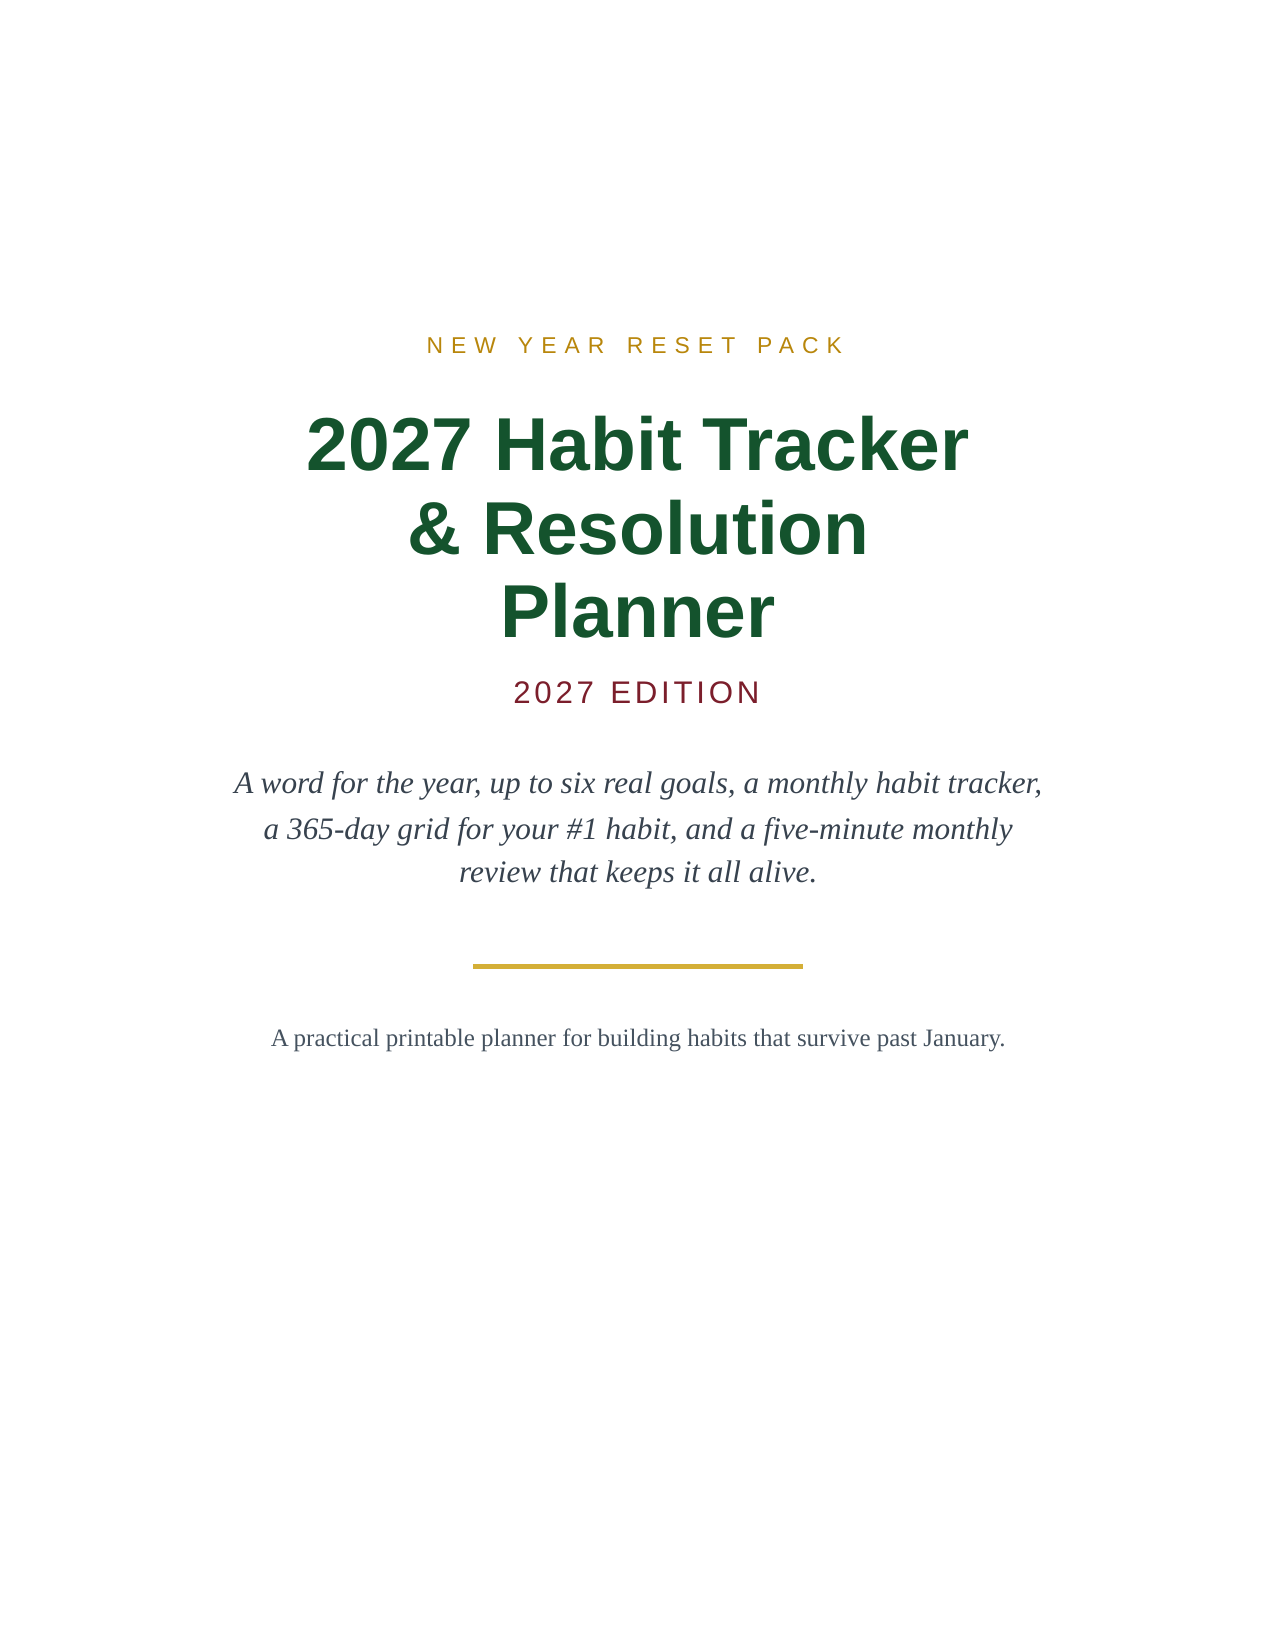 NEW YEAR RESET PACK
2027 Habit Tracker
& Resolution
Planner
2027 EDITION
A word for the year, up to six real goals, a monthly habit tracker,
a 365-day grid for your #1 habit, and a five-minute monthly
review that keeps it all alive.
A practical printable planner for building habits that survive past January.